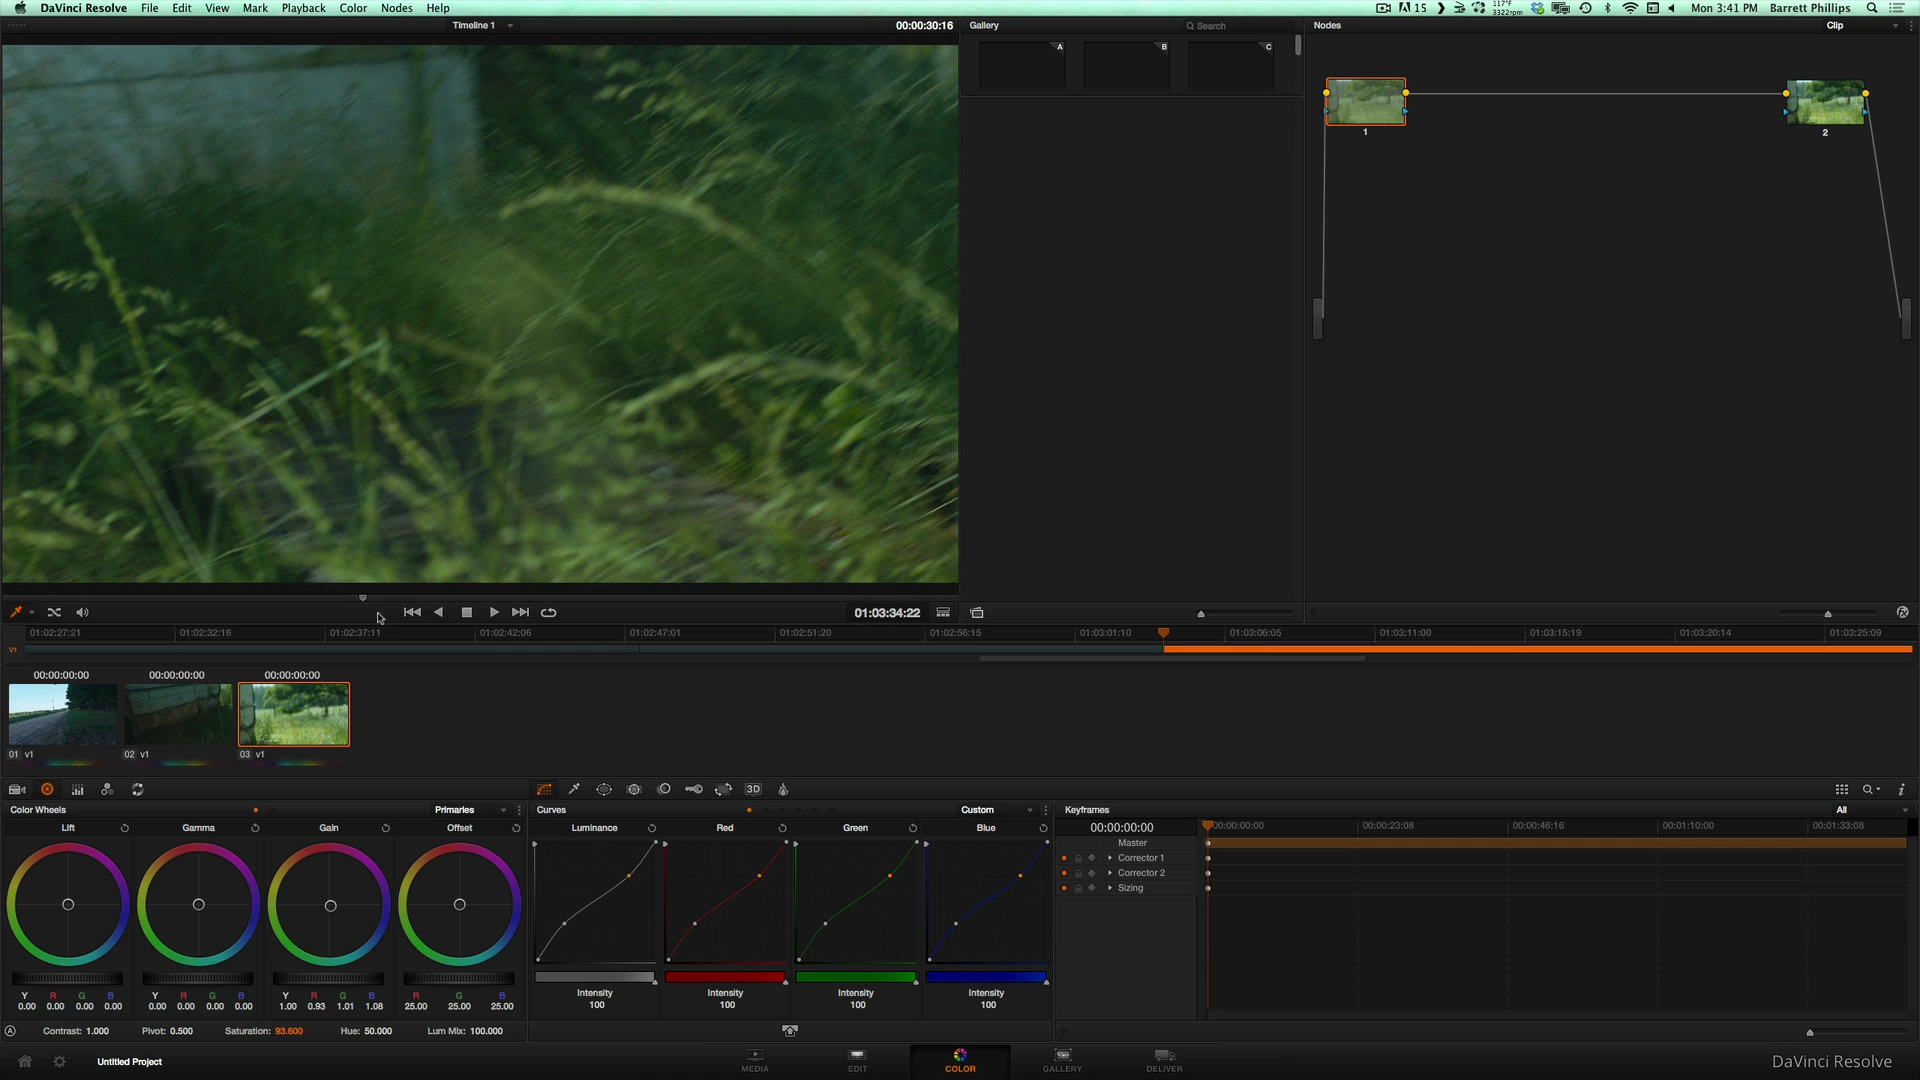 DaVinci Resolve File Edit View Mark Playback Color Nodes Help 15 117°F 3322rpm Mon 3:41 PM Barrett Phillips
Timeline 1 00:00:30:16 Gallery Search Nodes Clip
A B C
1 2
01:03:34:22
01:02:27:21 01:02:32:16 01:02:37:11 01:02:42:06 01:02:47:01 01:02:51:20 01:02:56:15 01:03:01:10 01:03:06:05 01:03:11:00 01:03:15:19 01:03:20:14 01:03:25:09
V1
00:00:00:00 00:00:00:00 00:00:00:00
01 v1 02 v1 03 v1
3D
Color Wheels Primaries Curves Custom Keyframes All
Lift Gamma Gain Offset Luminance Red Green Blue 00:00:00:00 00:00:00:00 00:00:23:08 00:00:46:16 00:01:10:00 00:01:33:08
Master
Corrector 1
Corrector 2
Sizing
Y R G B Y R G B Y R G B R G B
0.00 0.00 0.00 0.00 0.00 0.00 0.00 0.00 1.00 0.93 1.01 1.08 25.00 25.00 25.00
Intensity Intensity Intensity Intensity
100 100 100 100
A Contrast: 1.000 Pivot: 0.500 Saturation: 93.600 Hue: 50.000 Lum Mix: 100.000
Untitled Project MEDIA EDIT COLOR GALLERY DELIVER DaVinci Resolve